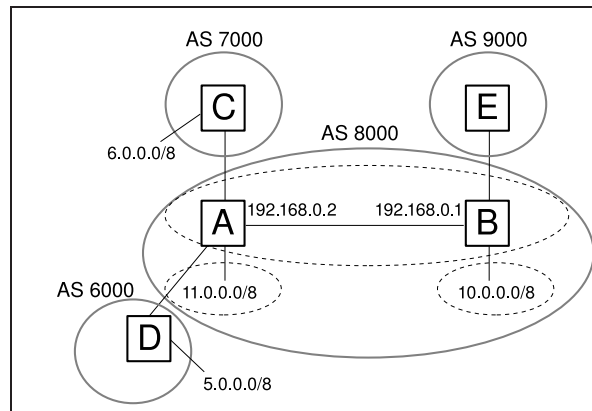 AS 7000
AS 9000
C
E
6.0.0.0/8
AS 8000
192.168.0.2
192.168.0.1
A
B
11.0.0.0/8
10.0.0.0/8
AS 6000
D
5.0.0.0/8